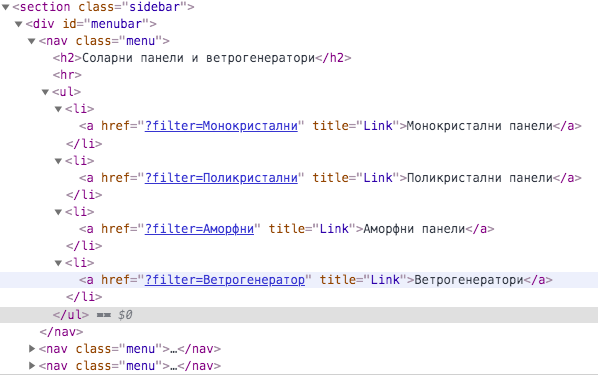 <section class="sidebar">
<div id="menubar">
<nav class="menu">
<h2>Соларни панели и ветрогенератори</h2>
<hr>
<ul>
<li>
<a href="?filter=Монокристални" title="Link">Монокристални панели</a>
</li>
<li>
<a href="?filter=Поликристални" title="Link">Поликристални панели</a>
</li>
<li>
<a href="?filter=Аморфни" title="Link">Аморфни панели</a>
</li>
<li>
<a href="?filter=Ветрогенератор" title="Link">Ветрогенератори</a>
</li>
</ul> == $0
</nav>
<nav class="menu">…</nav>
<nav class="menu">…</nav>